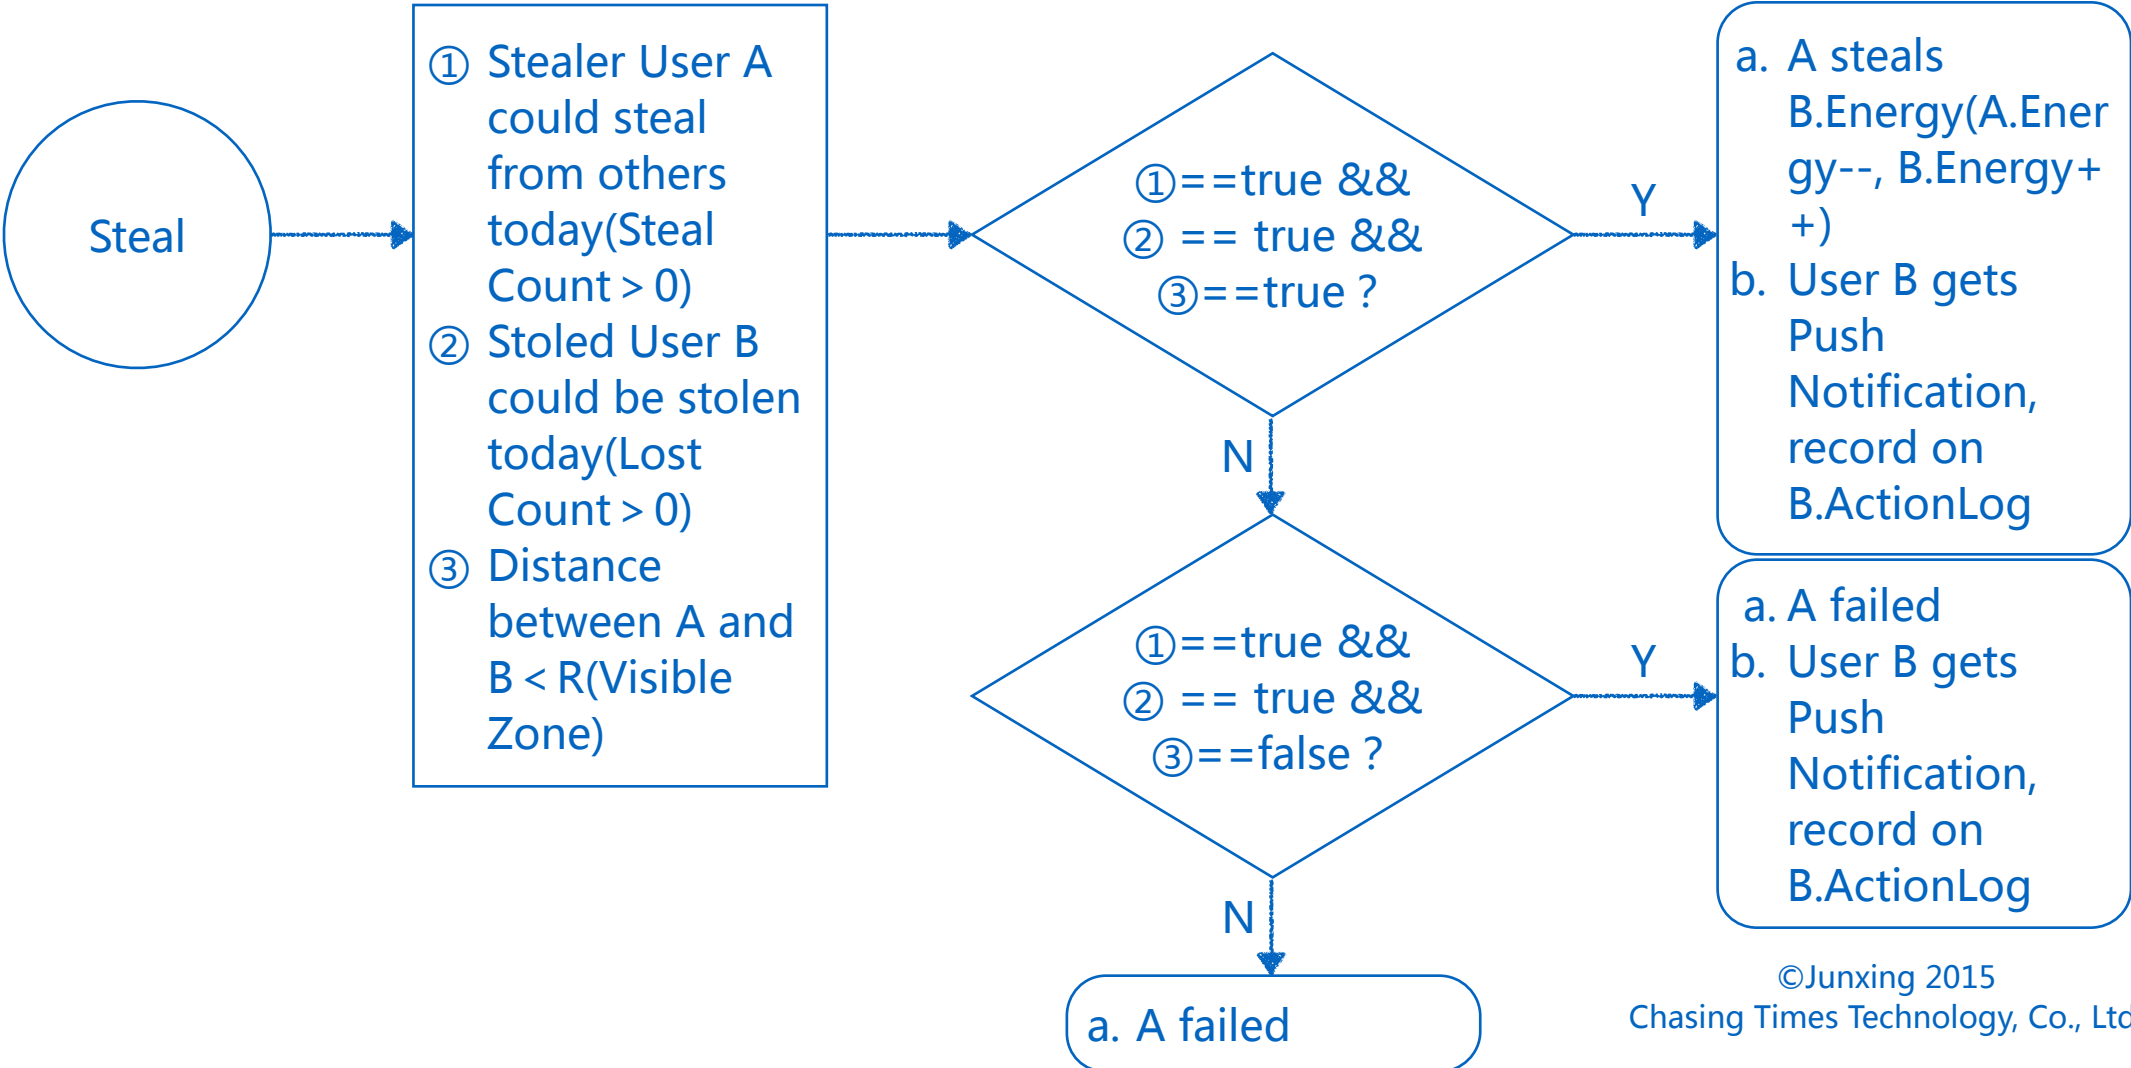 Steal
① Stealer User A
could steal
from others
today(Steal
Count > 0)
② Stoled User B
could be stolen
today(Lost
Count > 0)
③ Distance
between A and
B < R(Visible
Zone)
①==true &&
② == true &&
③==true ?
Y
a. A steals
B.Energy(A.Ener
gy--, B.Energy+
+)
b. User B gets
Push
Notification,
record on
B.ActionLog
N
①==true &&
② == true &&
③==false ?
Y
a. A failed
b. User B gets
Push
Notification,
record on
B.ActionLog
N
a. A failed
©Junxing 2015
Chasing Times Technology, Co., Ltd